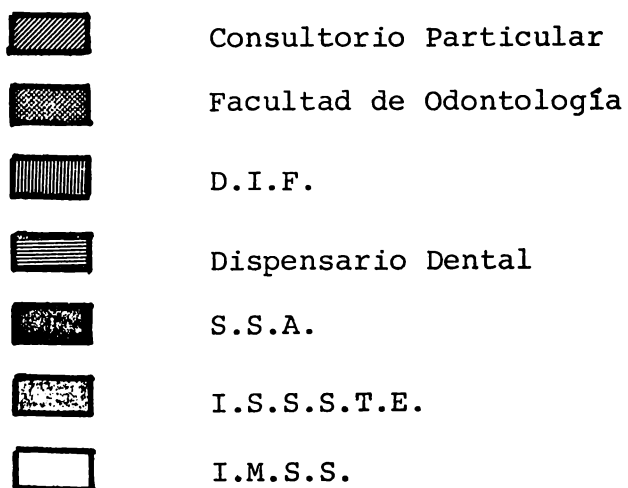 Consultorio Particular
Facultad de Odontología
D.I.F.
Dispensario Dental
S.S.A.
I.S.S.S.T.E.
I.M.S.S.